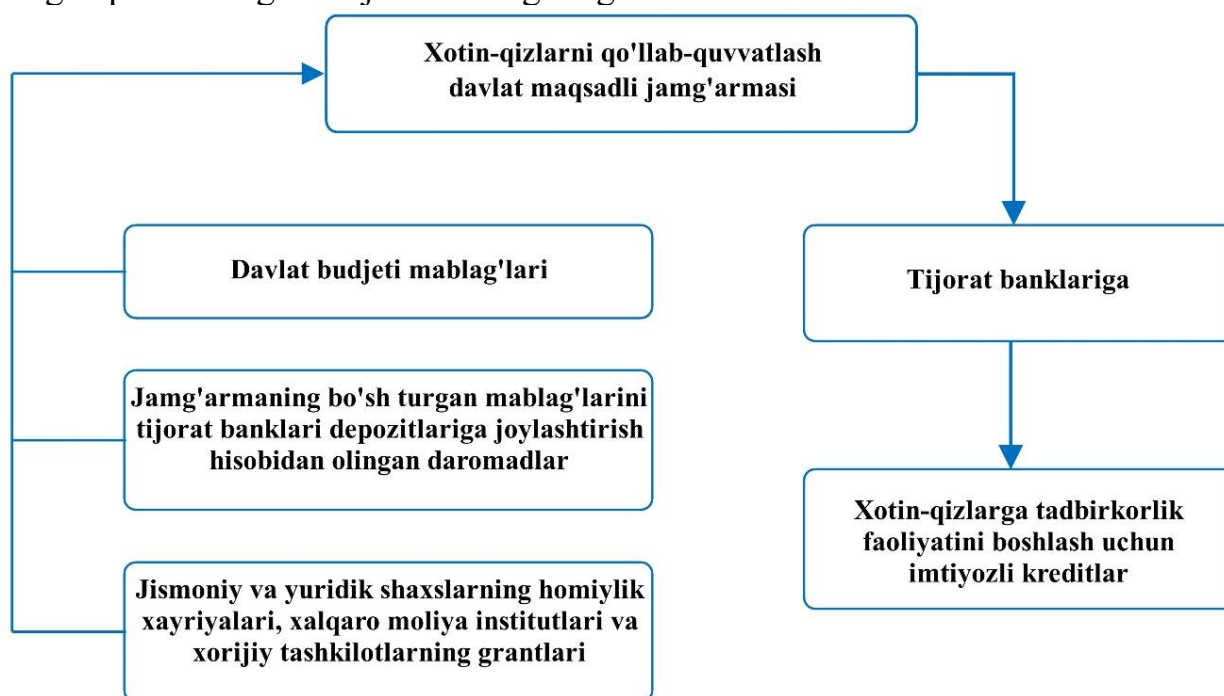 Xotin-qizlarni qo'llab-quvvatlash
davlat maqsadli jamg'armasi
Davlat budjeti mablag'lari
Tijorat banklariga
Jamg'armaning bo'sh turgan mablag'larini
tijorat banklari depozitlariga joylashtirish
hisobidan olingan daromadlar
Xotin-qizlarga tadbirkorlik
faoliyatini boshlash uchun
imtiyozli kreditlar
Jismoniy va yuridik shaxslarning homiylik
xayriyalari, xalqaro moliya institutlari va
xorijiy tashkilotlarning grantlari